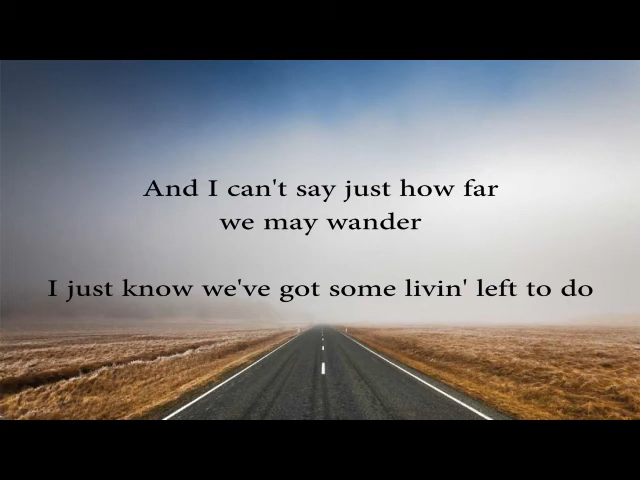 And I can't say just how far
we may wander
I just know we've got some livin' left to do